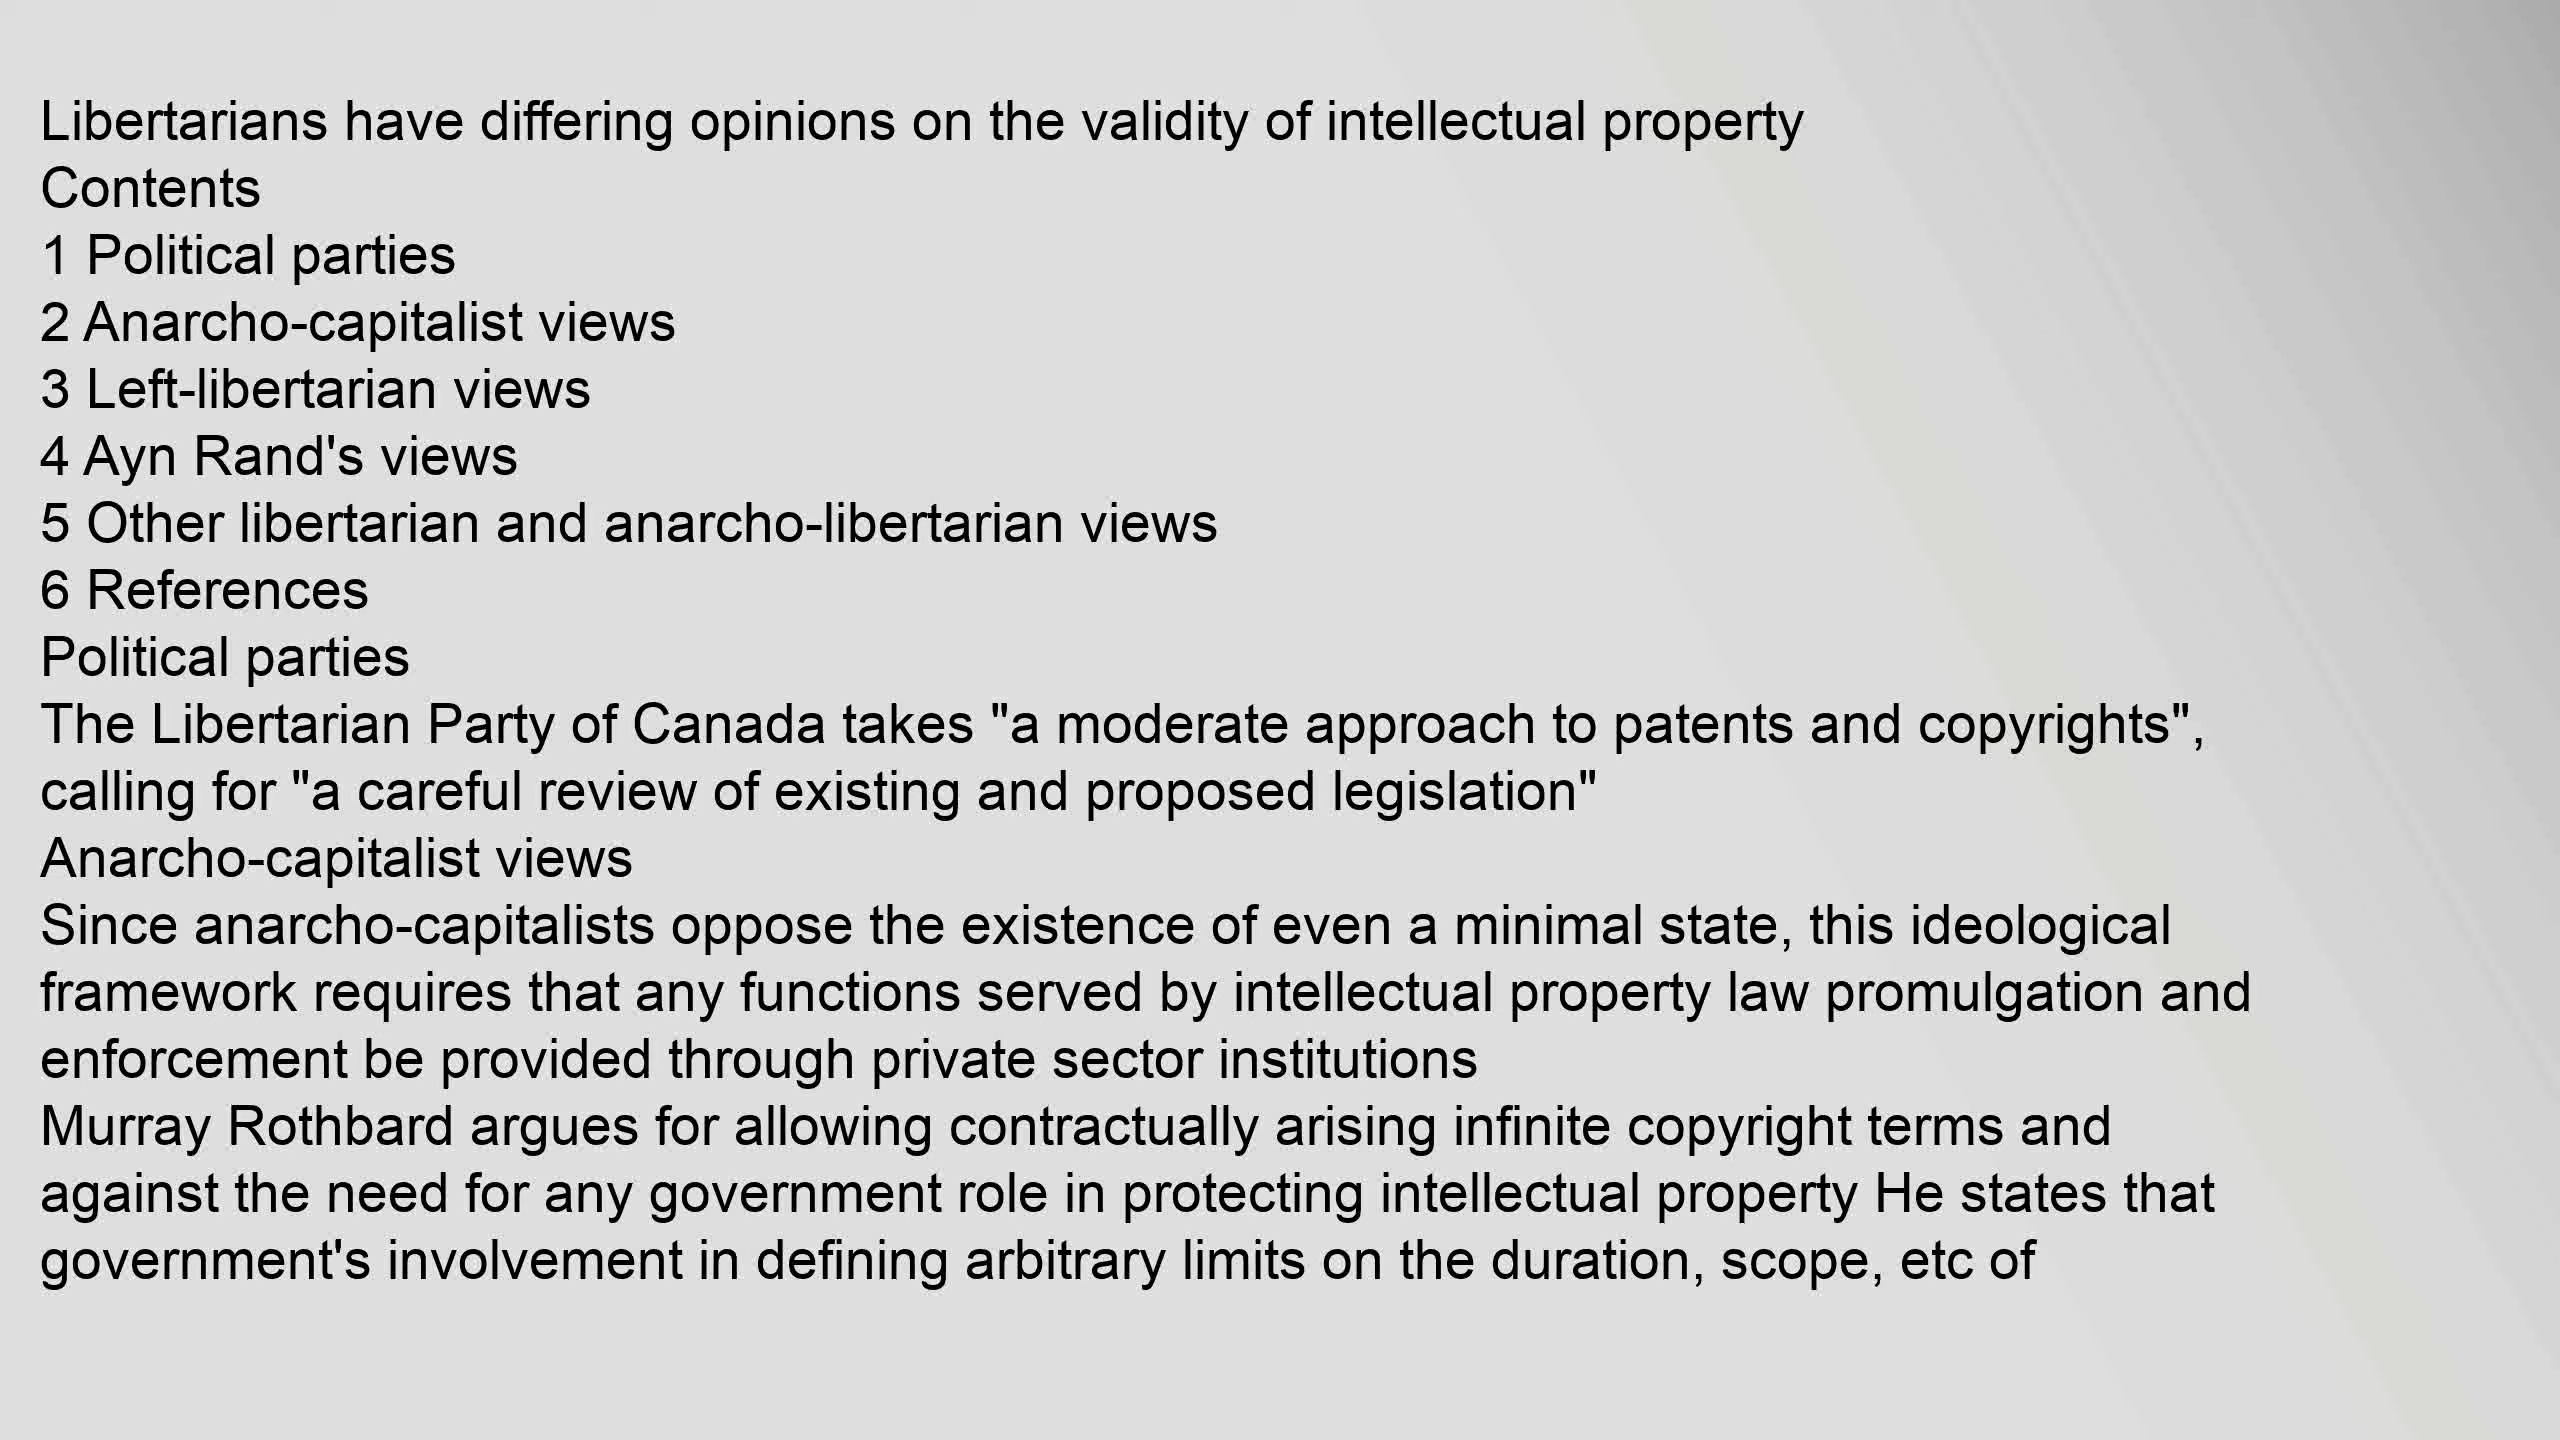 Libertarians have differing opinions on the validity of intellectual property
Contents
1 Political parties
2 Anarcho-capitalist views
3 Left-libertarian views
4 Ayn Rand's views
5 Other libertarian and anarcho-libertarian views
6 References
Political parties
The Libertarian Party of Canada takes "a moderate approach to patents and copyrights",
calling for "a careful review of existing and proposed legislation"
Anarcho-capitalist views
Since anarcho-capitalists oppose the existence of even a minimal state, this ideological
framework requires that any functions served by intellectual property law promulgation and
enforcement be provided through private sector institutions
Murray Rothbard argues for allowing contractually arising infinite copyright terms and
against the need for any government role in protecting intellectual property He states that
government's involvement in defining arbitrary limits on the duration, scope, etc of